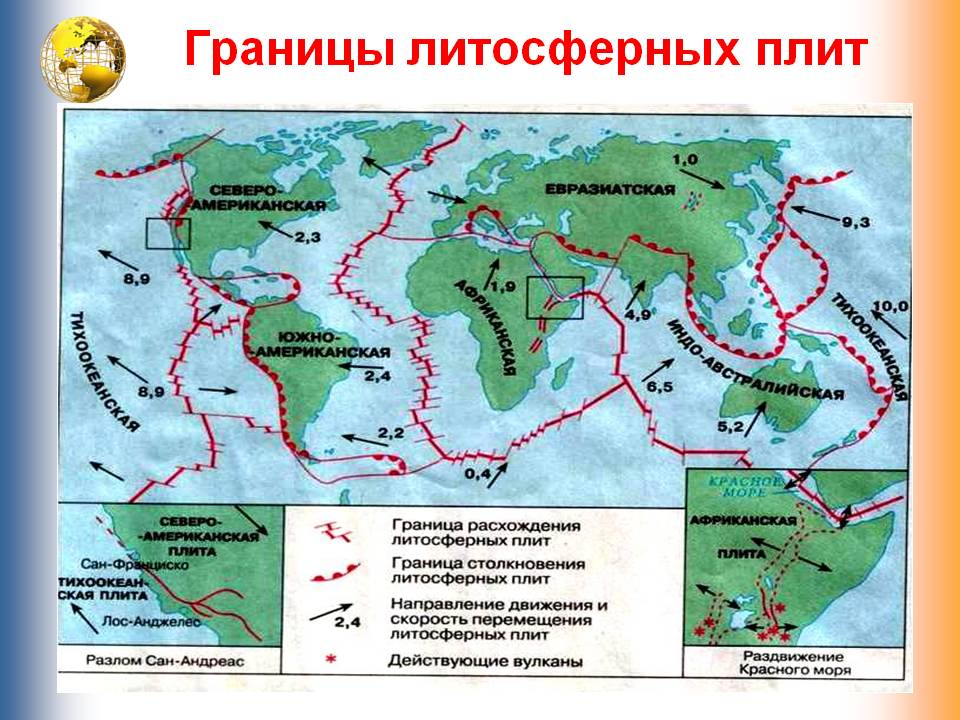 Границы литосферных плит
СЕВЕРО-
-АМЕРИКАНСКАЯ
ЕВРАЗИАТСКАЯ
1,0
2,3
8,9
9,3
1,9
АФРИКАНСКАЯ
4,9
10,0
ТИХООКЕАНСКАЯ
ТИХООКЕАНСКАЯ
ЮЖНО-
-АМЕРИКАНСКАЯ
2,4
ИНДО-АВСТРАЛИЙСКАЯ
8,9
6,5
5,2
2,2
0,4
СЕВЕРО-
-АМЕРИКАНСКАЯ
ПЛИТА
Сан-Франциско
ТИХООКЕАН-
СКАЯ ПЛИТА
Лос-Анджелес
Разлом Сан-Андреас
Граница расхождения
литосферных плит
Граница столкновения
литосферных плит
Направление движения и
скорость перемещения
литосферных плит
2,4
Действующие вулканы
КРАСНОЕ
МОРЕ
АФРИКАНСКАЯ
ПЛИТА
Раздвижение
Красного моря